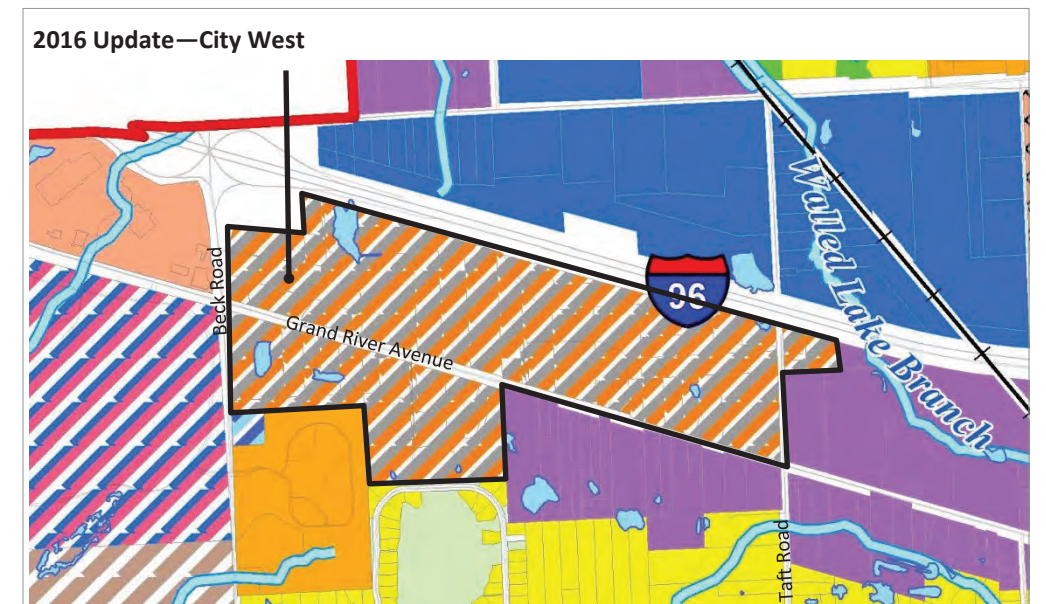 2016 Update—City West
Beck Road
Grand River Avenue
96
Walled Lake Branch
Taft Road